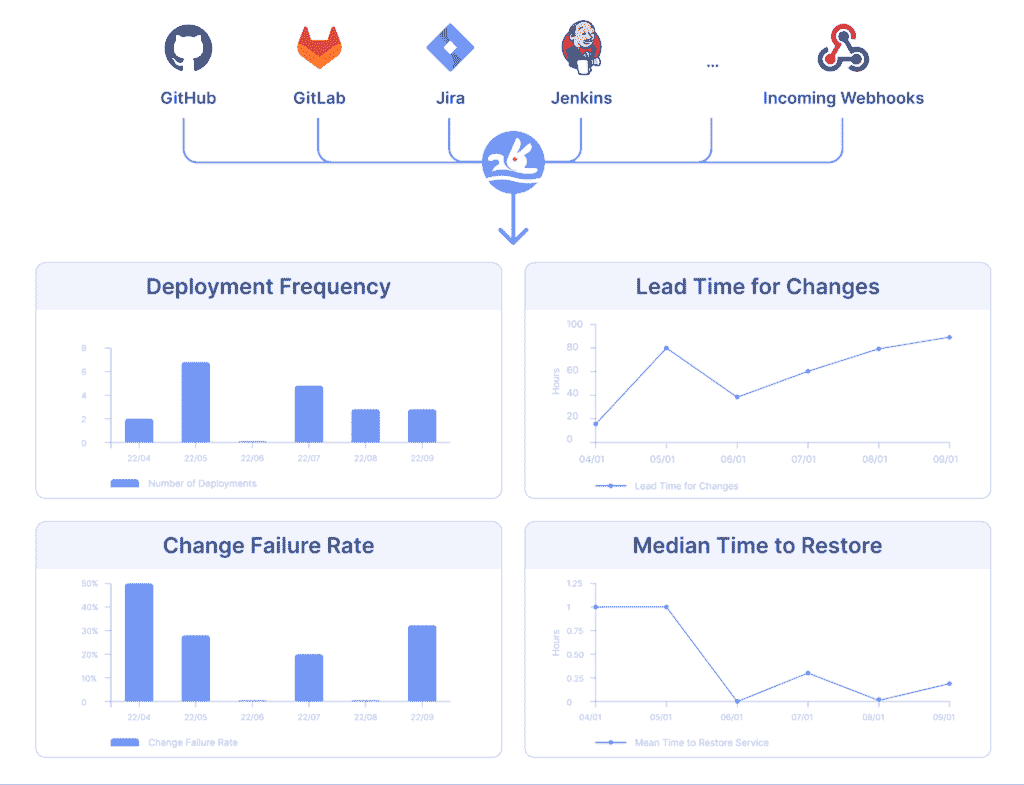 GitHub GitLab Jira Jenkins ... Incoming Webhooks
Deployment Frequency
8
6
4
2
0
22/04 22/05 22/06 22/07 22/08 22/09
Number of Deployments
Lead Time for Changes
Hours
100
80
60
40
20
0
04/01 05/01 06/01 07/01 08/01 09/01
Lead Time for Changes
Change Failure Rate
50%
40%
30%
20%
10%
0
22/04 22/05 22/06 22/07 22/08 22/09
Change Failure Rate
Median Time to Restore
Hours
1.25
1
0.75
0.50
0.25
0
04/01 05/01 06/01 07/01 08/01 09/01
Mean Time to Restore Service